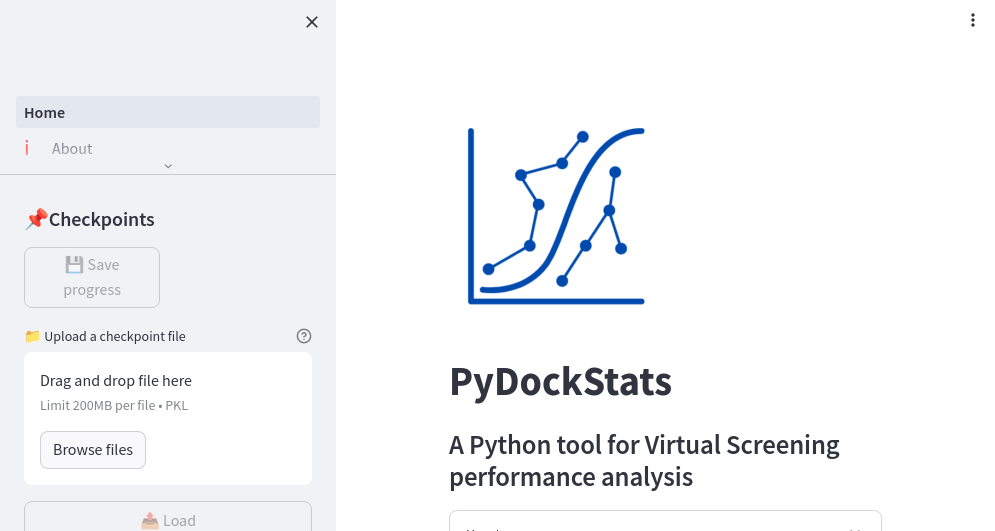 Home
About
📌Checkpoints
💾 Save
progress
📁 Upload a checkpoint file
Drag and drop file here
Limit 200MB per file • PKL
Browse files
📤 Load
PyDockStats
A Python tool for Virtual Screening
performance analysis